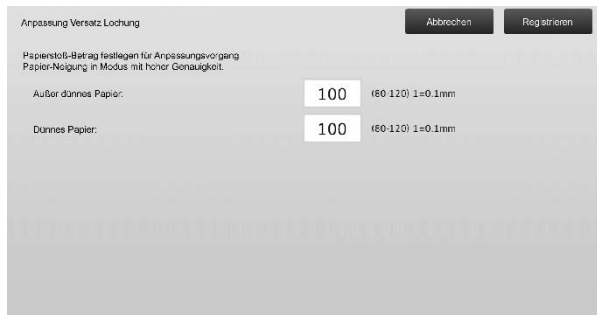 Anpassung Versatz Lochung
Abbrechen
Registrieren
Papierstoß-Betrag festlegen für Anpassungsvorgang
Papier-Neigung in Modus mit hoher Genauigkeit.
Außer dünnes Papier:
100
(80-120) 1=0.1mm
Dünnes Papier:
100
(80-120) 1=0.1mm